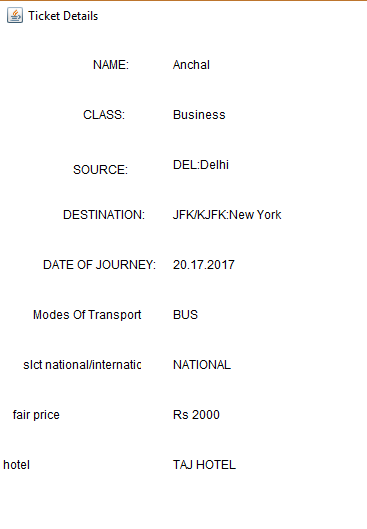 Ticket Details
NAME: Anchal
CLASS: Business
SOURCE: DEL:Delhi
DESTINATION: JFK/KJFK:New York
DATE OF JOURNEY: 20.17.2017
Modes Of Transport BUS
slct national/internatic NATIONAL
fair price Rs 2000
hotel TAJ HOTEL